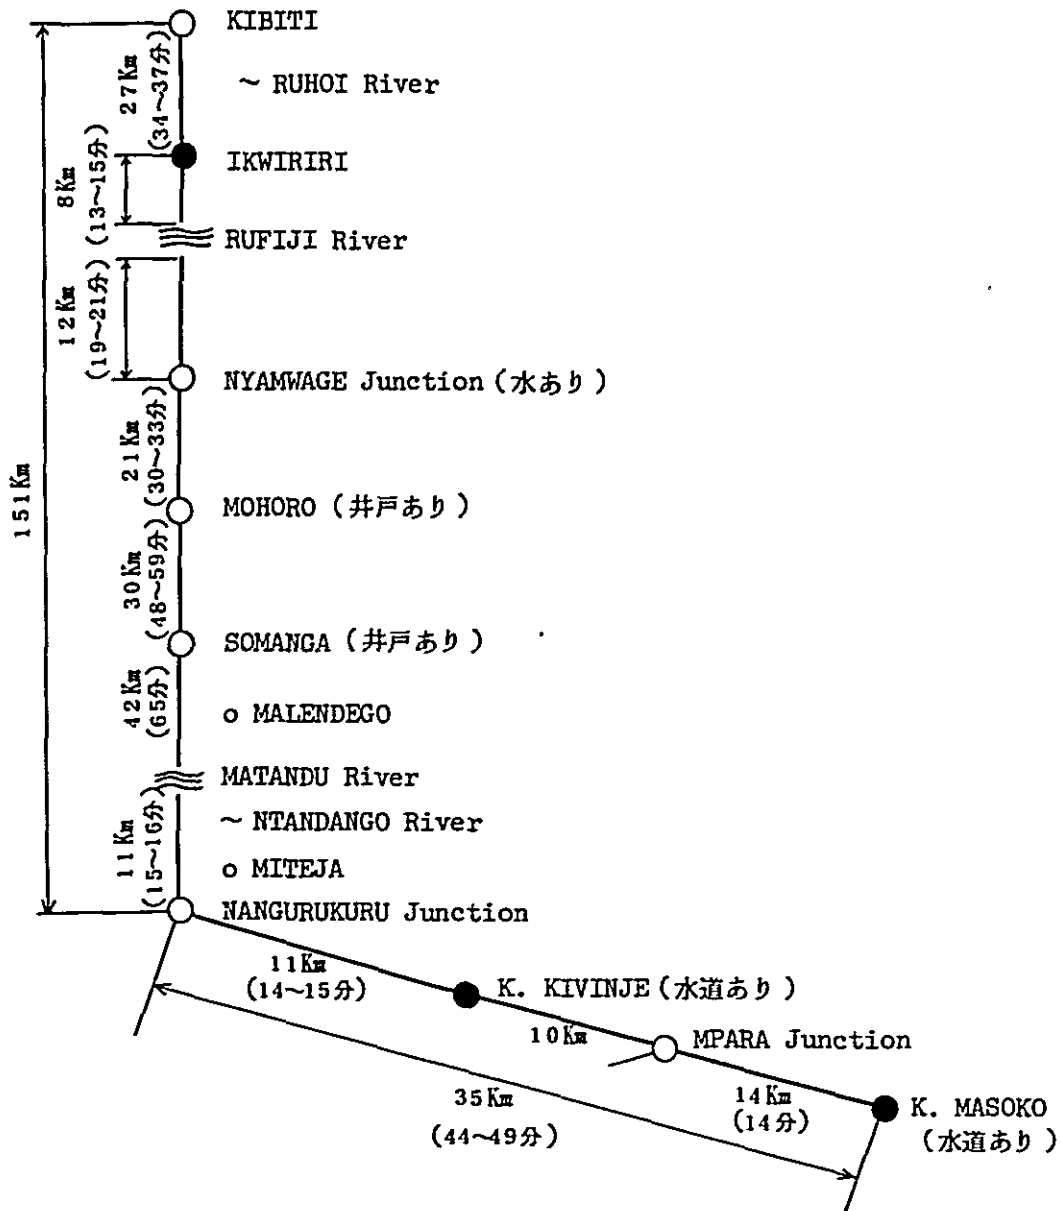 KIBITI
27Km
(34~37分)
~ RUHOI River
IKWIRIRI
8Km
(13~15分)
RUFIJI River
12Km
(19~21分)
NYAMWAGE Junction (水あり)
151Km
21Km
(30~33分)
MOHORO (井戸あり)
30Km
(48~59分)
SOMANGA (井戸あり)
42Km
(65分)
o MALENDEGO
MATANDU River
~ NTANDANGO River
11Km
(15~16分)
o MITEJA
NANGURUKURU Junction
11Km
(14~15分)
K. KIVINJE (水道あり)
10Km
MPARA Junction
14Km
(14分)
35Km
(44~49分)
K. MASOKO
(水道あり)